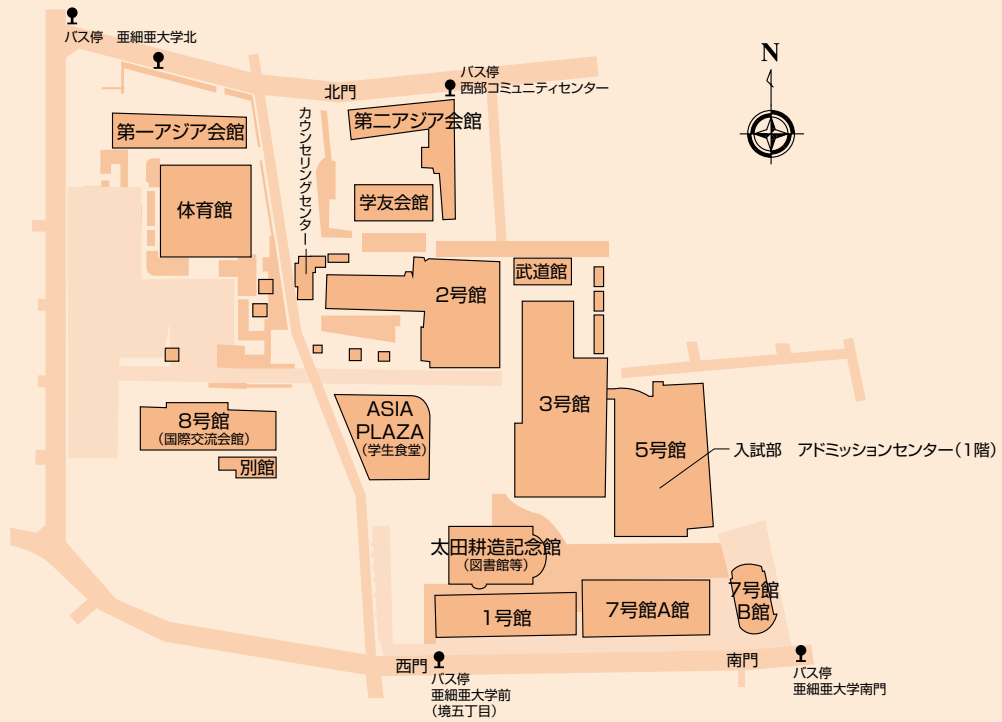 バス停 亜細亜大学北
バス停
西部コミュニティセンター
N
北門
第一アジア会館
カウンセリングセンター
第二アジア会館
体育館
学友会館
2号館
武道館
3号館
ASIA
PLAZA
(学生食堂)
8号館
(国際交流会館)
別館
5号館
入試部 アドミッションセンター(1階)
太田耕造記念館
(図書館等)
1号館
7号館A館
7号館
B館
西門
バス停
亜細亜大学前
(境五丁目)
南門
バス停
亜細亜大学南門